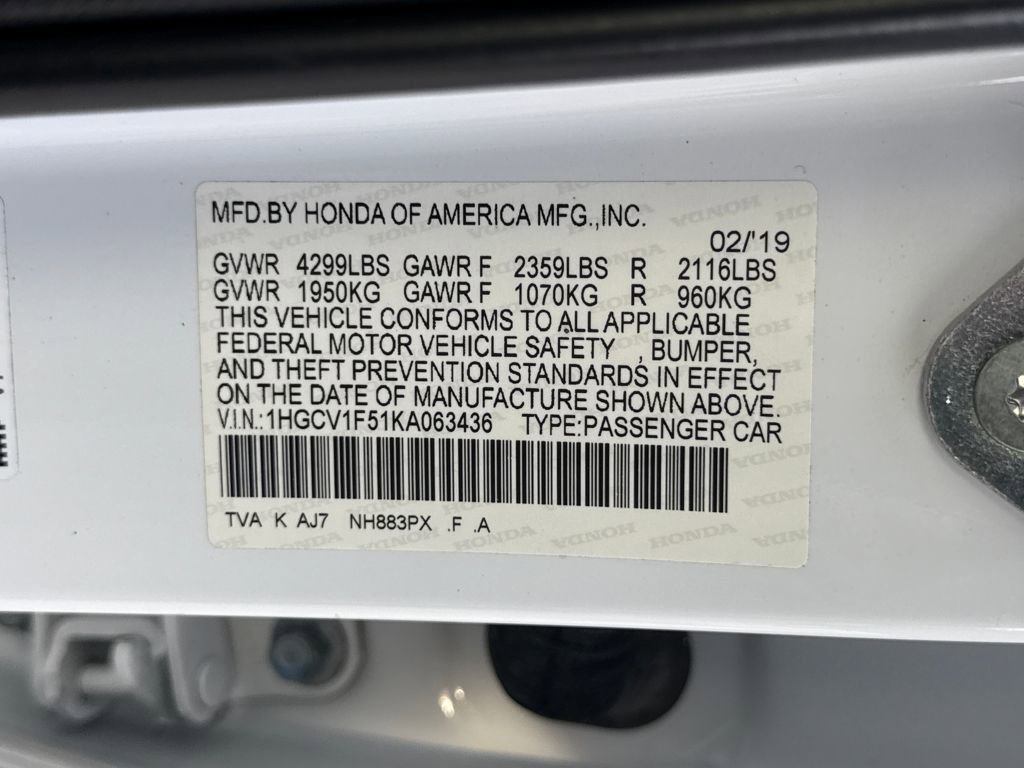 MFD.BY HONDA OF AMERICA MFG.,INC.
02/'19
GVWR 4299LBS GAWR F 2359LBS R 2116LBS
GVWR 1950KG GAWR F 1070KG R 960KG
THIS VEHICLE CONFORMS TO ALL APPLICABLE
FEDERAL MOTOR VEHICLE SAFETY , BUMPER,
AND THEFT PREVENTION STANDARDS IN EFFECT
ON THE DATE OF MANUFACTURE SHOWN ABOVE.
V.I.N.:1HGCV1F51KA063436 TYPE:PASSENGER CAR
TVA K AJ7 NH883PX .F .A